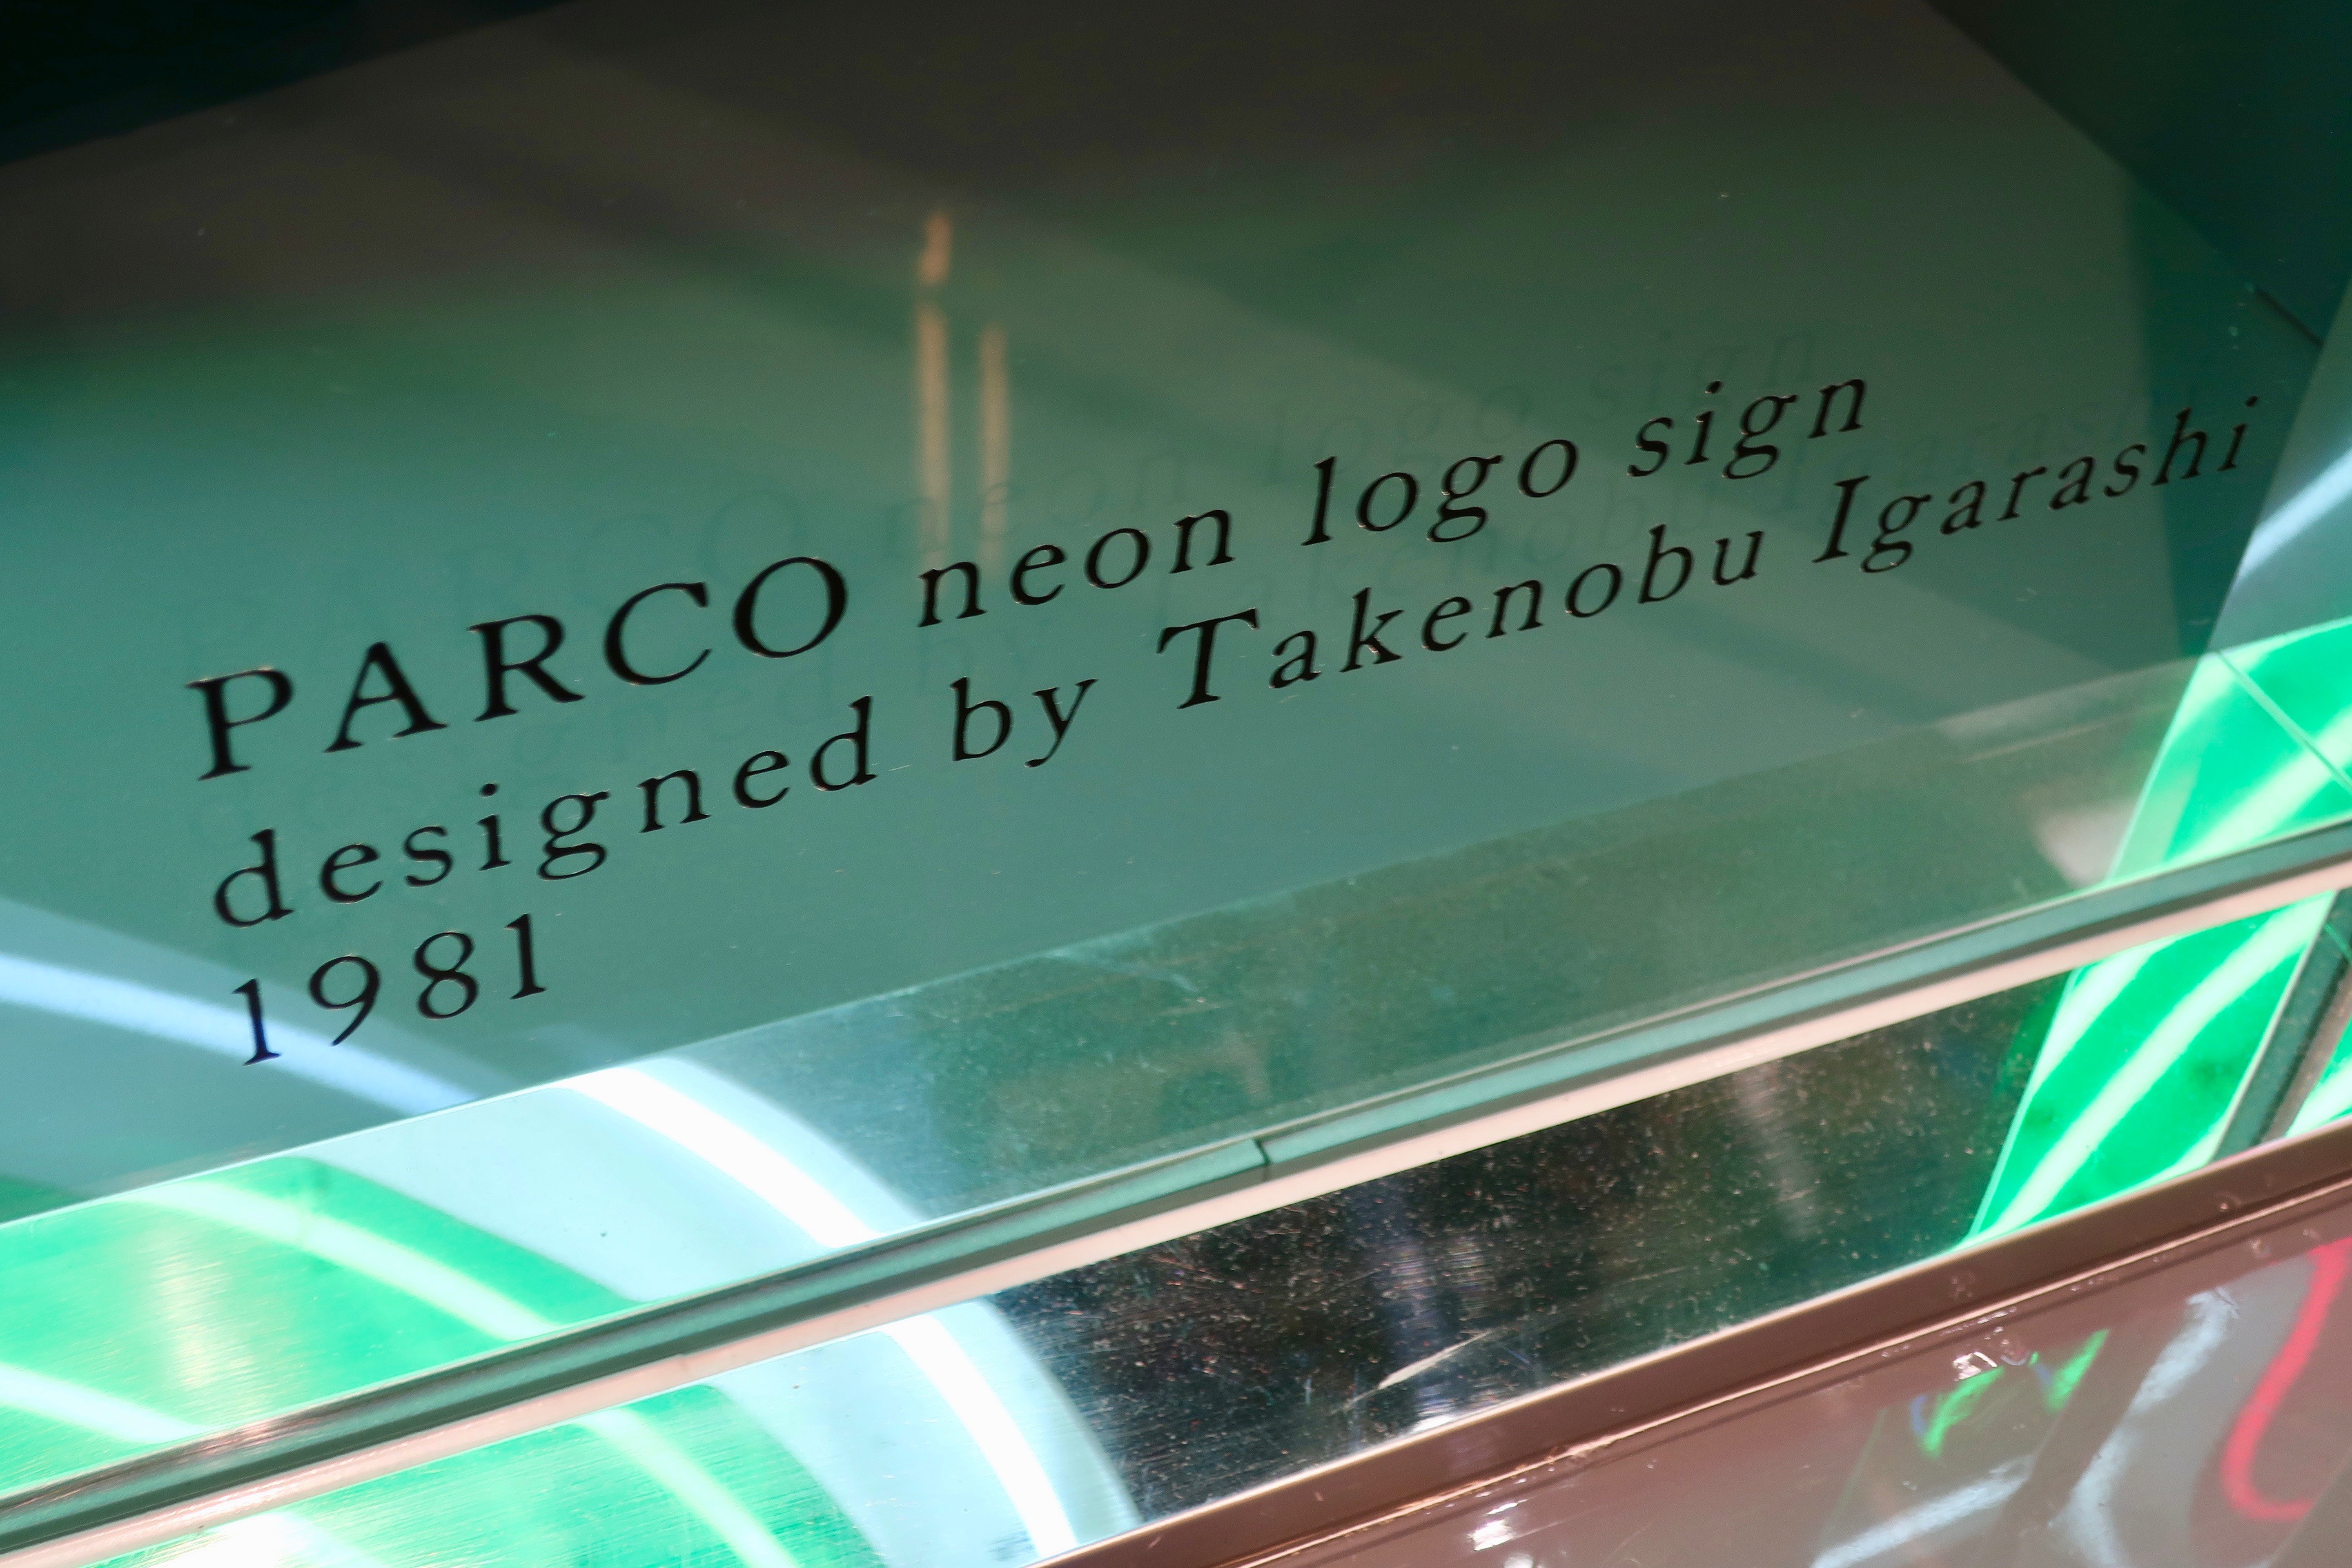 PARCO neon logo sign
designed by Takenobu Igarashi
1981